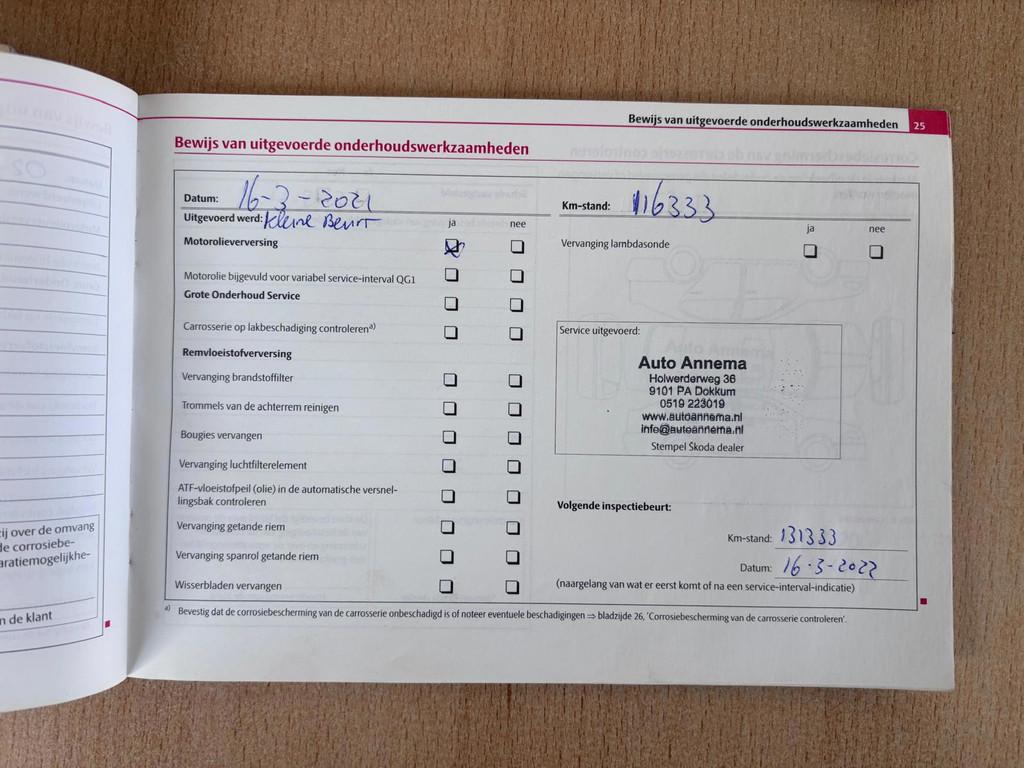 Bewijs van uitgevoerde onderhoudswerkzaamheden 25
Bewijs van uitgevoerde onderhoudswerkzaamheden
Datum: 16-3-2021
Uitgevoerd werd: Kleine Beurt ja nee
Motorolieverversing
Motorolie bijgevuld voor variabel service-interval QG1
Grote Onderhoud Service
Carrosserie op lakbeschadiging controleren a)
Remvloeistofverversing
Vervanging brandstoffilter
Trommels van de achterrem reinigen
Bougies vervangen
Vervanging luchtfilterelement
ATF-vloeistofpeil (olie) in de automatische versnel-
lingsbak controleren
Vervanging getande riem
Vervanging spanrol getande riem
Wisserbladen vervangen
Km-stand: 116333
ja nee
Vervanging lambdasonde
Service uitgevoerd:
Auto Annema
Holwerderweg 36
9101 PA Dokkum
0519 223019
www.autoannema.nl
info@autoannema.nl
Stempel Škoda dealer
Volgende inspectiebeurt:
Km-stand: 131333
Datum: 16-3-2022
(naargelang van wat er eerst komt of na een service-interval-indicatie)
a) Bevestig dat de corrosiebescherming van de carrosserie onbeschadigd is of noteer eventuele beschadigingen ⇒ bladzijde 26, 'Corrosiebescherming van de carrosserie controleren'.
ij over de omvang
de corrosiebe-
aratiemogelijkhe-
n de klant